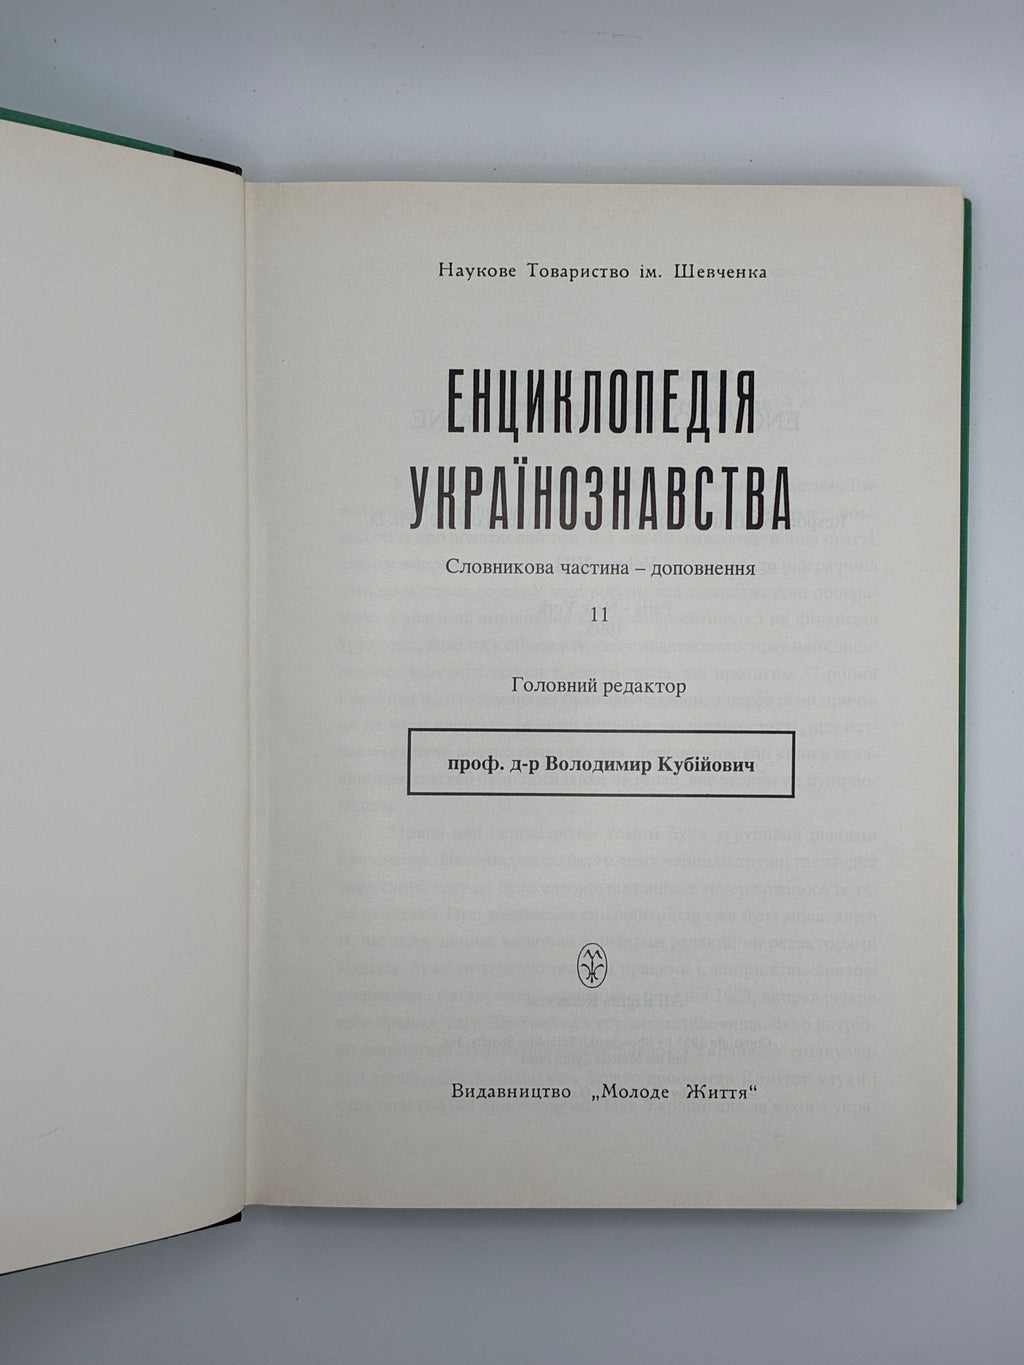 Наукове Товариство ім. Шевченка
ЕНЦИКЛОПЕДІЯ
УКРАЇНОЗНАВСТВА
Словникова частина – доповнення
11
Головний редактор
проф. д-р Володимир Кубійович
Видавництво „Молоде Життя“